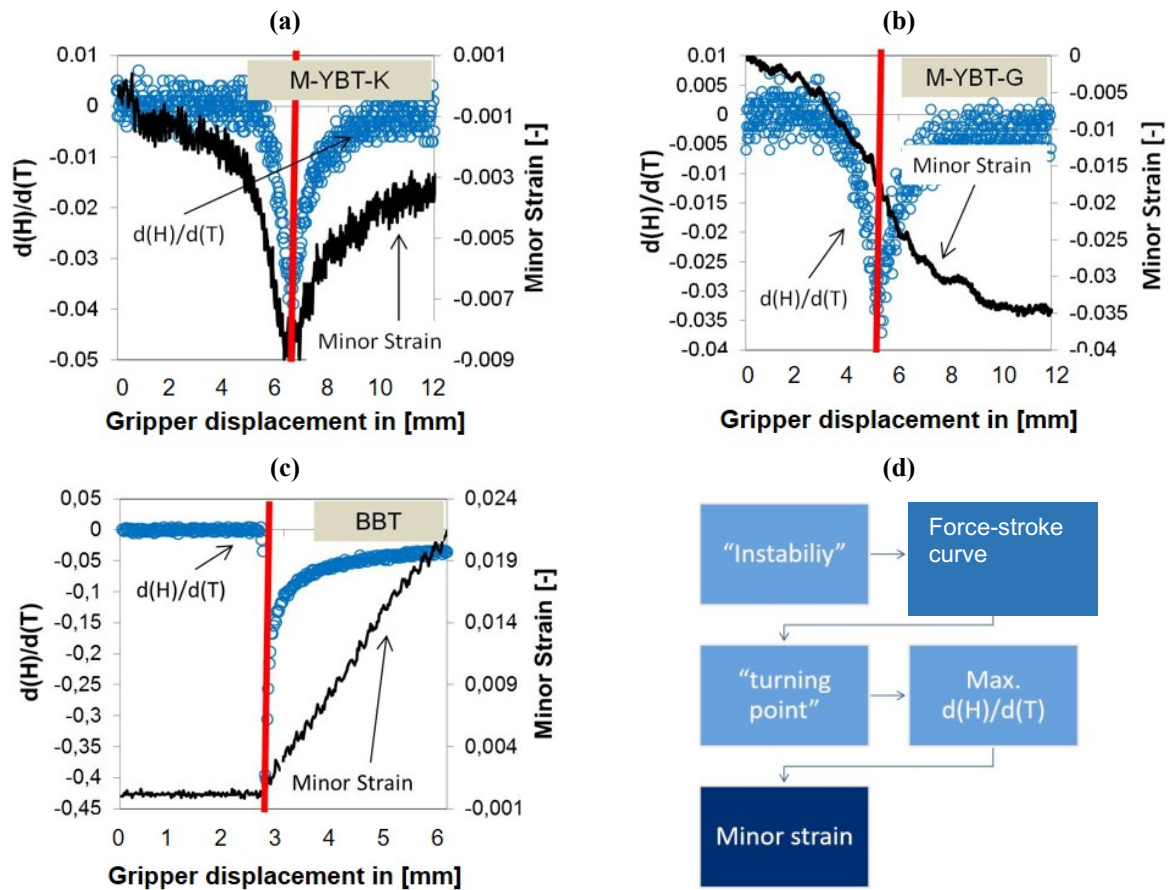 (a)
M-YBT-K
0.01
0
-0.01
-0.02
-0.03
-0.04
-0.05
d(H)/d(T)
0.001
-0.001
-0.003
-0.005
-0.007
-0.009
Minor Strain [-]
d(H)/d(T)
Minor Strain
0 2 4 6 8 10 12
Gripper displacement in [mm]
(b)
M-YBT-G
0.01
0.005
0
-0.005
-0.01
-0.015
-0.02
-0.025
-0.03
-0.035
-0.04
d(H)/d(T)
0
-0.005
-0.01
-0.015
-0.02
-0.025
-0.03
-0.035
-0.04
Minor Strain [-]
Minor Strain
d(H)/d(T)
0 2 4 6 8 10 12
Gripper displacement in [mm]
(c)
BBT
0,05
0
-0,05
-0,1
-0,15
-0,2
-0,25
-0,3
-0,35
-0,4
-0,45
d(H)/d(T)
0,024
0,019
0,014
0,009
0,004
-0,001
Minor Strain [-]
d(H)/d(T)
Minor Strain
0 1 2 3 4 5 6
Gripper displacement in [mm]
(d)
“Instabiliy”
Force-stroke
curve
“turning
point”
Max.
d(H)/d(T)
Minor strain